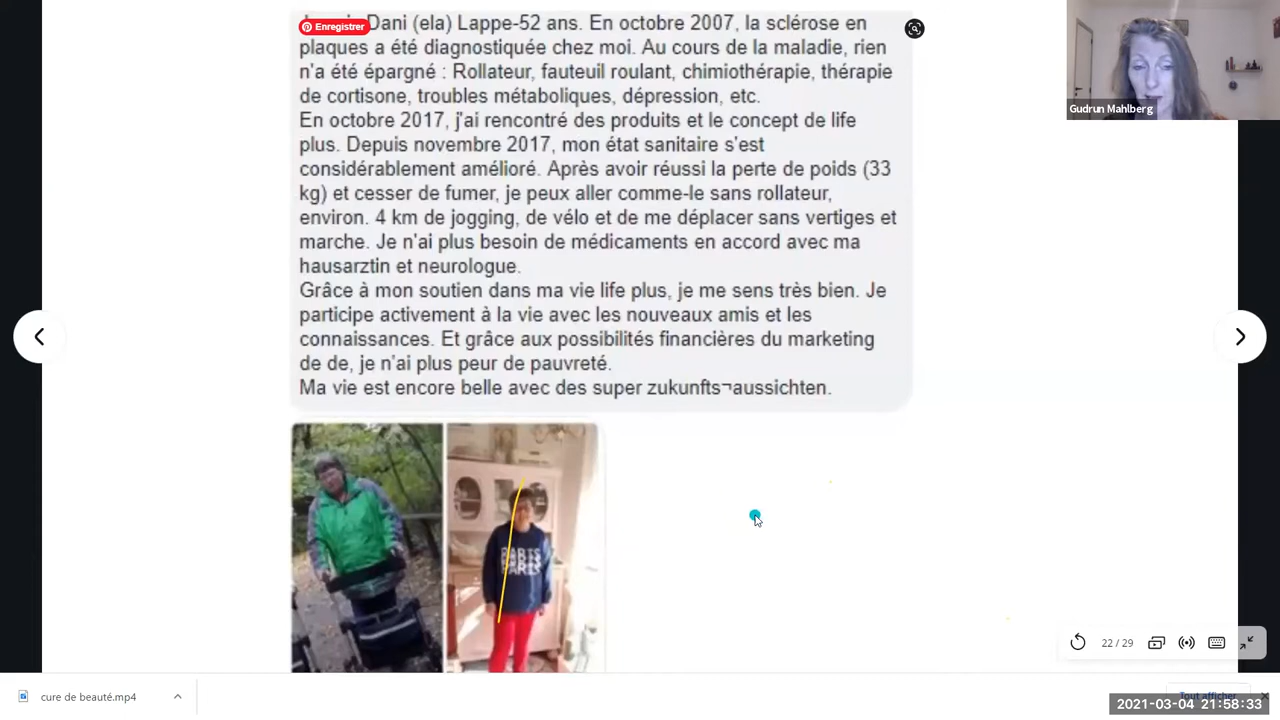 Enregistrer
Dani (ela) Lappe-52 ans. En octobre 2007, la sclérose en
plaques a été diagnostiquée chez moi. Au cours de la maladie, rien
n'a été épargné : Rollateur, fauteuil roulant, chimiothérapie, thérapie
de cortisone, troubles métaboliques, dépression, etc.
En octobre 2017, j'ai rencontré des produits et le concept de life
plus. Depuis novembre 2017, mon état sanitaire s'est
considérablement amélioré. Après avoir réussi la perte de poids (33
kg) et cesser de fumer, je peux aller comme-le sans rollateur,
environ. 4 km de jogging, de vélo et de me déplacer sans vertiges et
marche. Je n'ai plus besoin de médicaments en accord avec ma
hausarztin et neurologue.
Grâce à mon soutien dans ma vie life plus, je me sens très bien. Je
participe activement à la vie avec les nouveaux amis et les
connaissances. Et grâce aux possibilités financières du marketing
de de, je n'ai plus peur de pauvreté.
Ma vie est encore belle avec des super zukunfts¬aussichten.
Gudrun Mahlberg
PARIS
22 / 29
cure de beauté.mp4
Tout afficher
2021-03-04 21:58:33